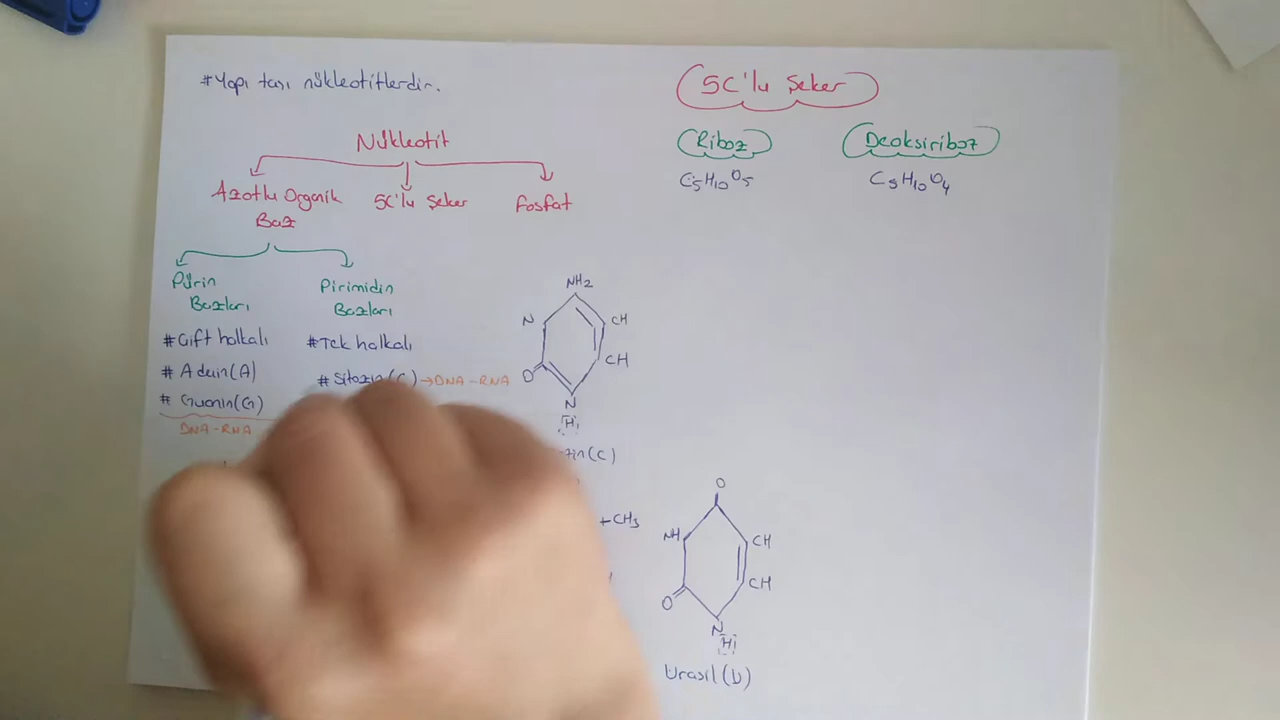 #Yapı taşı nükleotitlerdir.
Nükleotit
Azotlu Organik
Baz
5C'lu Şeker
Fosfat
Pürin
Bazları
Pirimidin
Bazları
#Çift halkalı
#Tek halkalı
# Adenin(A)
# Sitozin(C) → DNA-RNA
# Guanin(G)
DNA-RNA
NH2
N
CH
CH
O
N
H
+CH3
5C'lu Şeker
Riboz
Deoksiriboz
C5H10O5
C5H10O4
O
NH
CH
CH
O
N
H
Urasil(U)